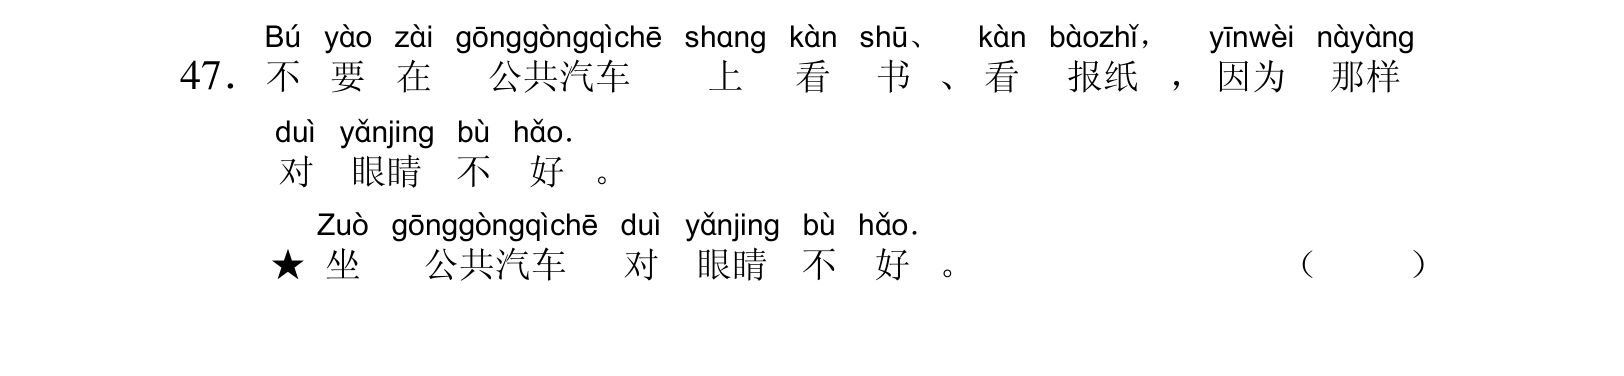 Bú yào zài gōnggòngqìchē shang kàn shū、 kàn bàozhǐ, yīnwèi nàyàng
47. 不 要 在 公共汽车 上 看 书 、看 报纸 ，因为 那样
duì yǎnjing bù hǎo.
对 眼睛 不 好 。
Zuò gōnggòngqìchē duì yǎnjing bù hǎo.
★ 坐 公共汽车 对 眼睛 不 好 。 （ ）